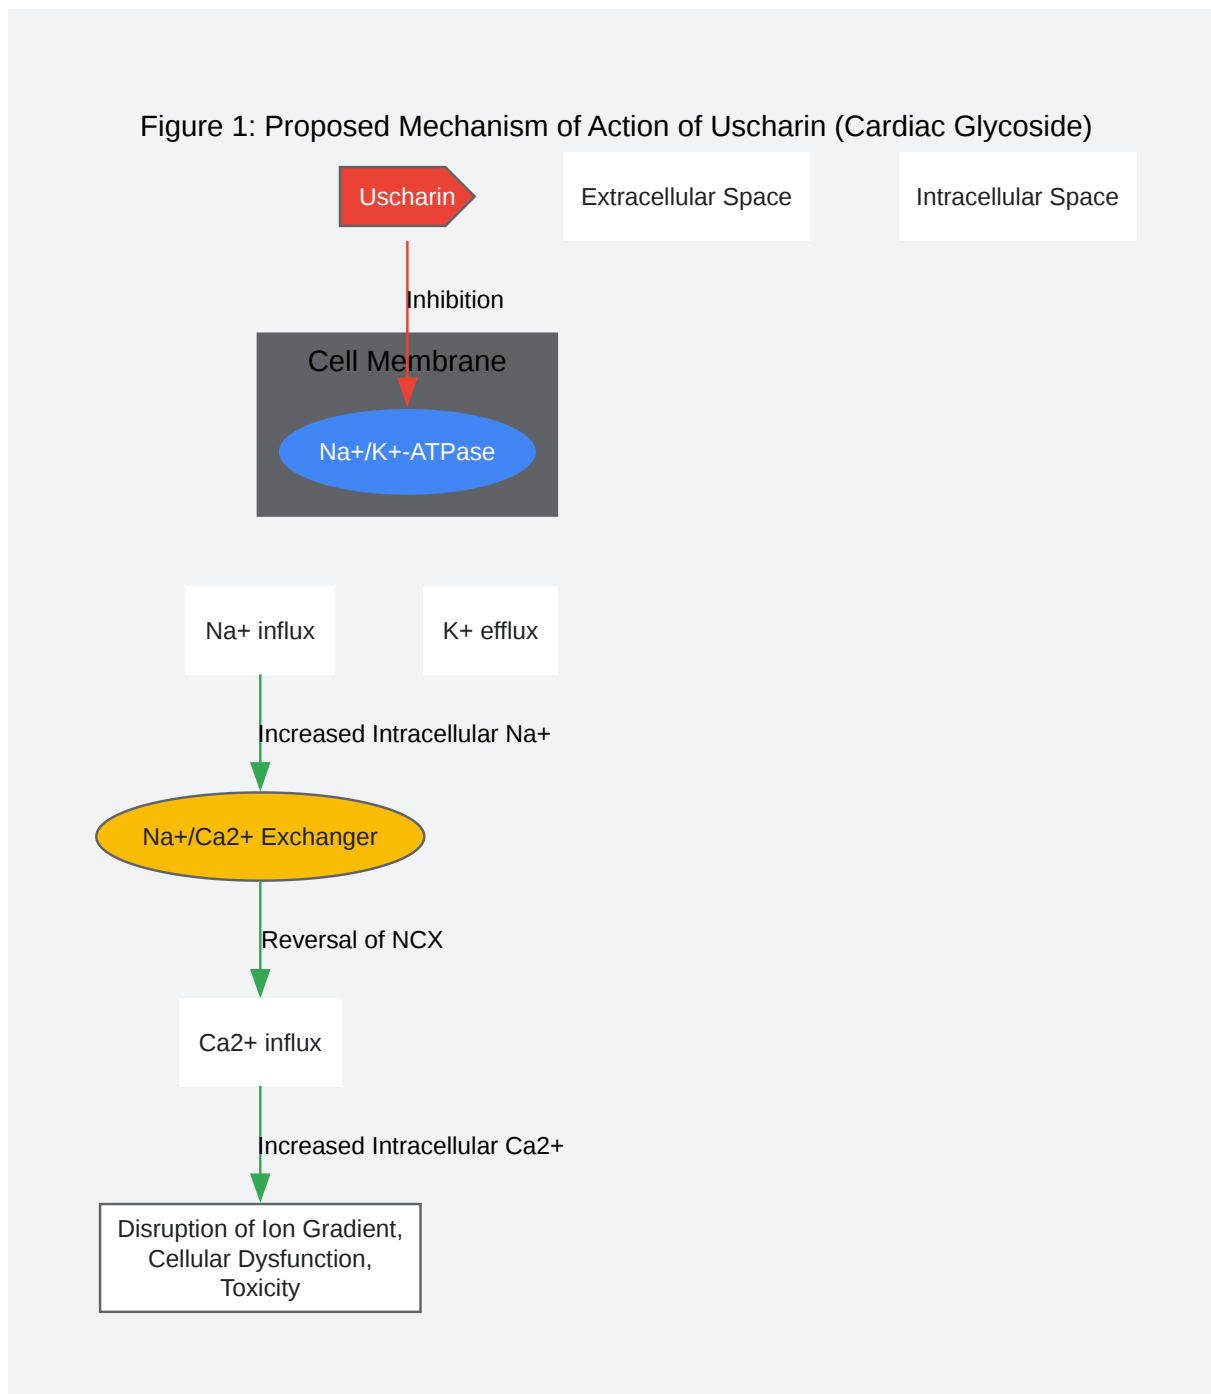 Figure 1: Proposed Mechanism of Action of Uscharin (Cardiac Glycoside)
Uscharin
Extracellular Space
Intracellular Space
Inhibition
Cell Membrane
Na+/K+-ATPase
Na+ influx
K+ efflux
Increased Intracellular Na+
Na+/Ca2+ Exchanger
Reversal of NCX
Ca2+ influx
Increased Intracellular Ca2+
Disruption of Ion Gradient,
Cellular Dysfunction,
Toxicity